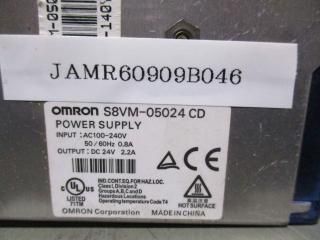 JAMR60909B046
OMRON S8VM-05024 CD
POWER SUPPLY
INPUT: AC100-240V
50/60Hz 0.8A
OUTPUT: DC 24V 2.2A
IND.CONT.EQ.FOR HAZ.LOC.
Class I, Division 2
Groups A,B,C,D
Hazardous Locations
Operating temperature Code T4
LISTED
71TM
HOT SURFACE
OMRON Corporation MADE IN CHINA